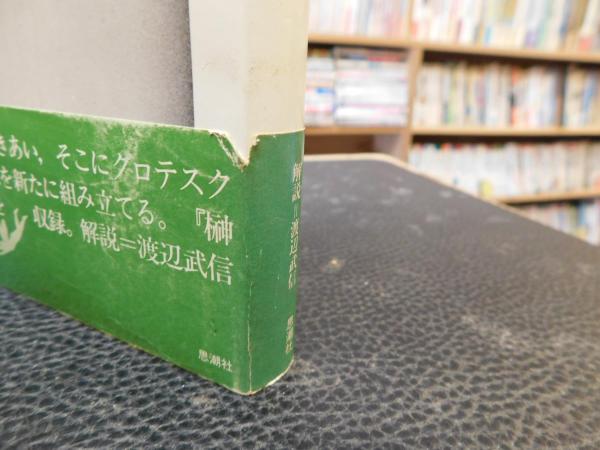 きあい，そこにグロテスク
を新たに組み立てる。『榊
収録。解説＝渡辺武信
思潮社
解説＝渡辺武信
思潮社